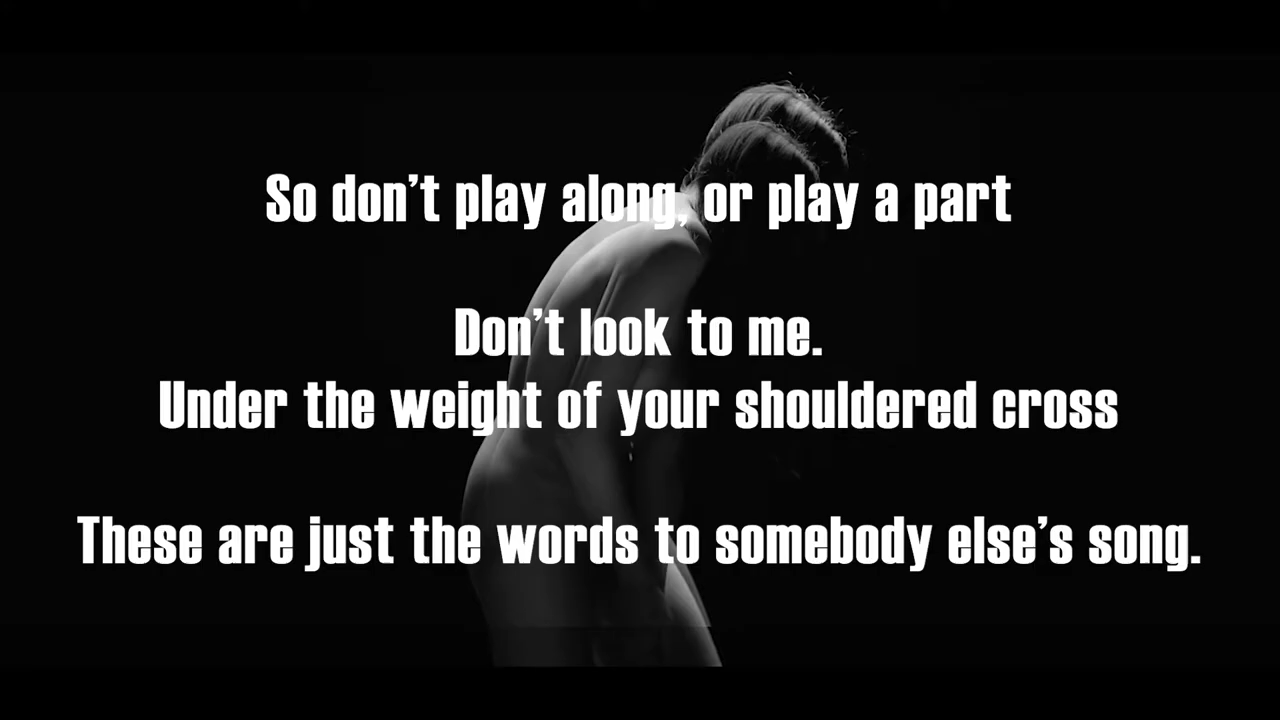 So don’t play along, or play a part
Don’t look to me.
Under the weight of your shouldered cross
These are just the words to somebody else’s song.